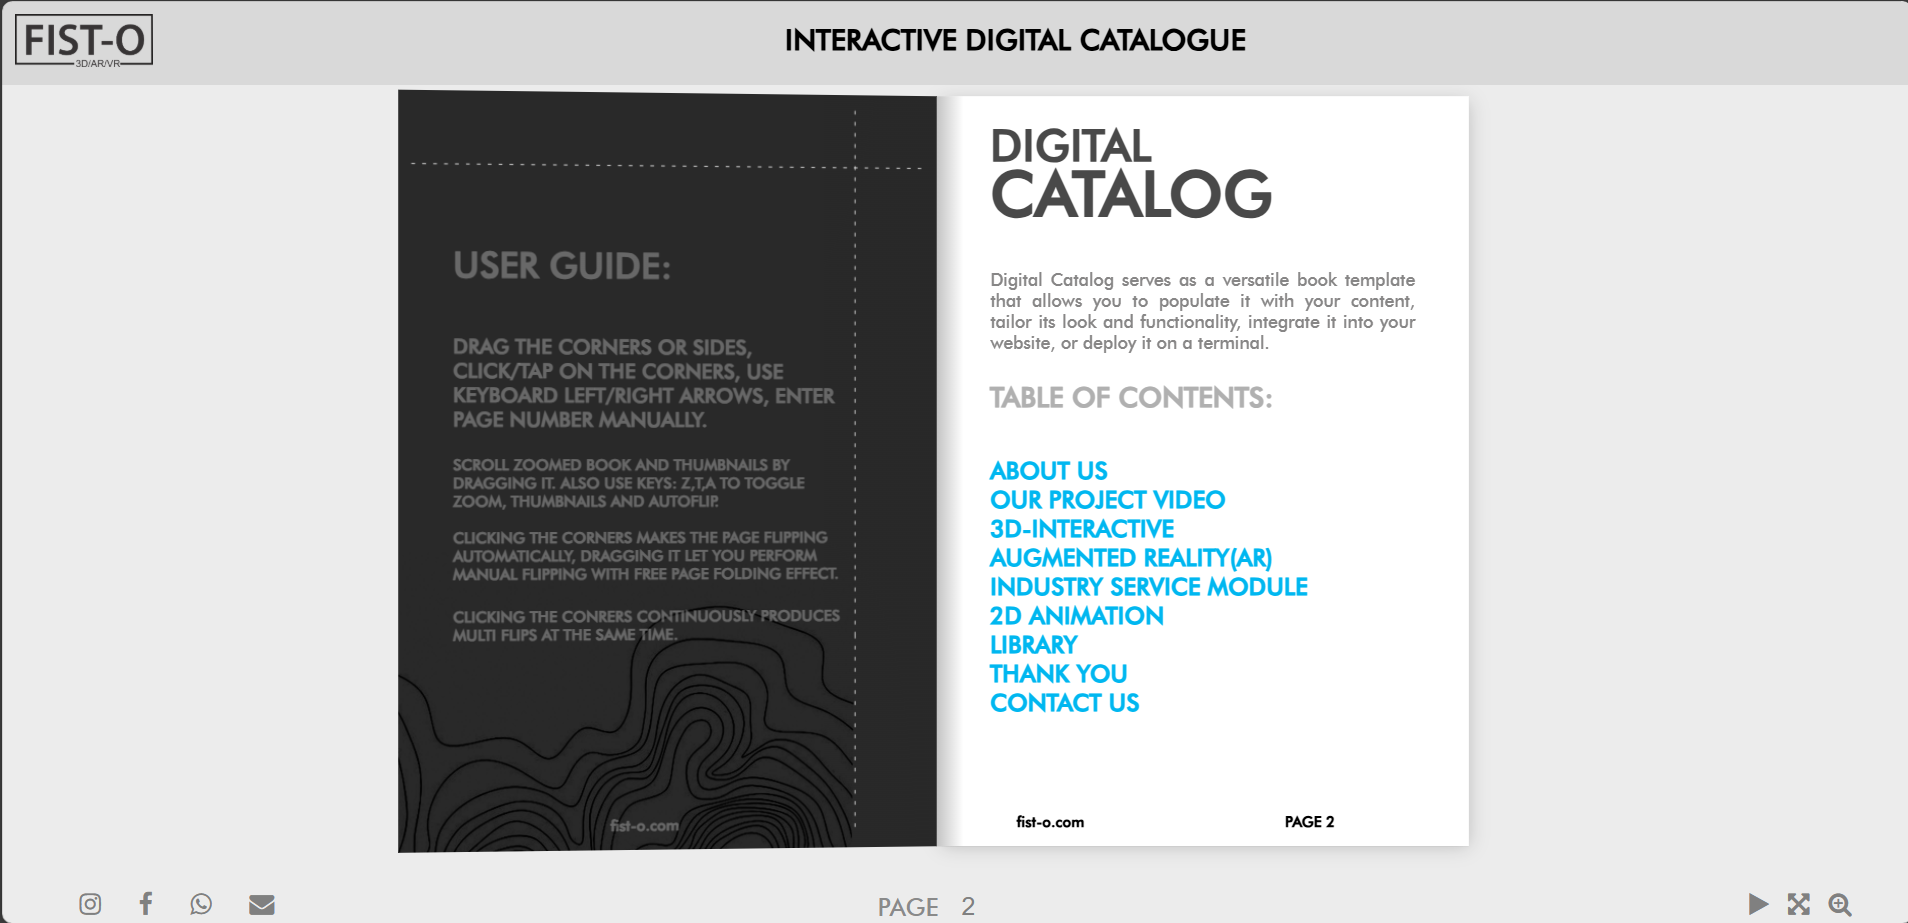 FIST-O
3D/AR/VR
INTERACTIVE DIGITAL CATALOGUE
USER GUIDE:
DRAG THE CORNERS OR SIDES,
CLICK/TAP ON THE CORNERS, USE
KEYBOARD LEFT/RIGHT ARROWS, ENTER
PAGE NUMBER MANUALLY.
SCROLL ZOOMED BOOK AND THUMBNAILS BY
DRAGGING IT. ALSO USE KEYS: Z,T,A TO TOGGLE
ZOOM, THUMBNAILS AND AUTOFLIP.
CLICKING THE CORNERS MAKES THE PAGE FLIPPING
AUTOMATICALLY, DRAGGING IT LET YOU PERFORM
MANUAL FLIPPING WITH FREE PAGE FOLDING EFFECT.
CLICKING THE CONRERS CONTINUOUSLY PRODUCES
MULTI FLIPS AT THE SAME TIME.
fist-o.com
DIGITAL
CATALOG
Digital Catalog serves as a versatile book template
that allows you to populate it with your content,
tailor its look and functionality, integrate it into your
website, or deploy it on a terminal.
TABLE OF CONTENTS:
ABOUT US
OUR PROJECT VIDEO
3D-INTERACTIVE
AUGMENTED REALITY(AR)
INDUSTRY SERVICE MODULE
2D ANIMATION
LIBRARY
THANK YOU
CONTACT US
fist-o.com
PAGE 2
PAGE 2